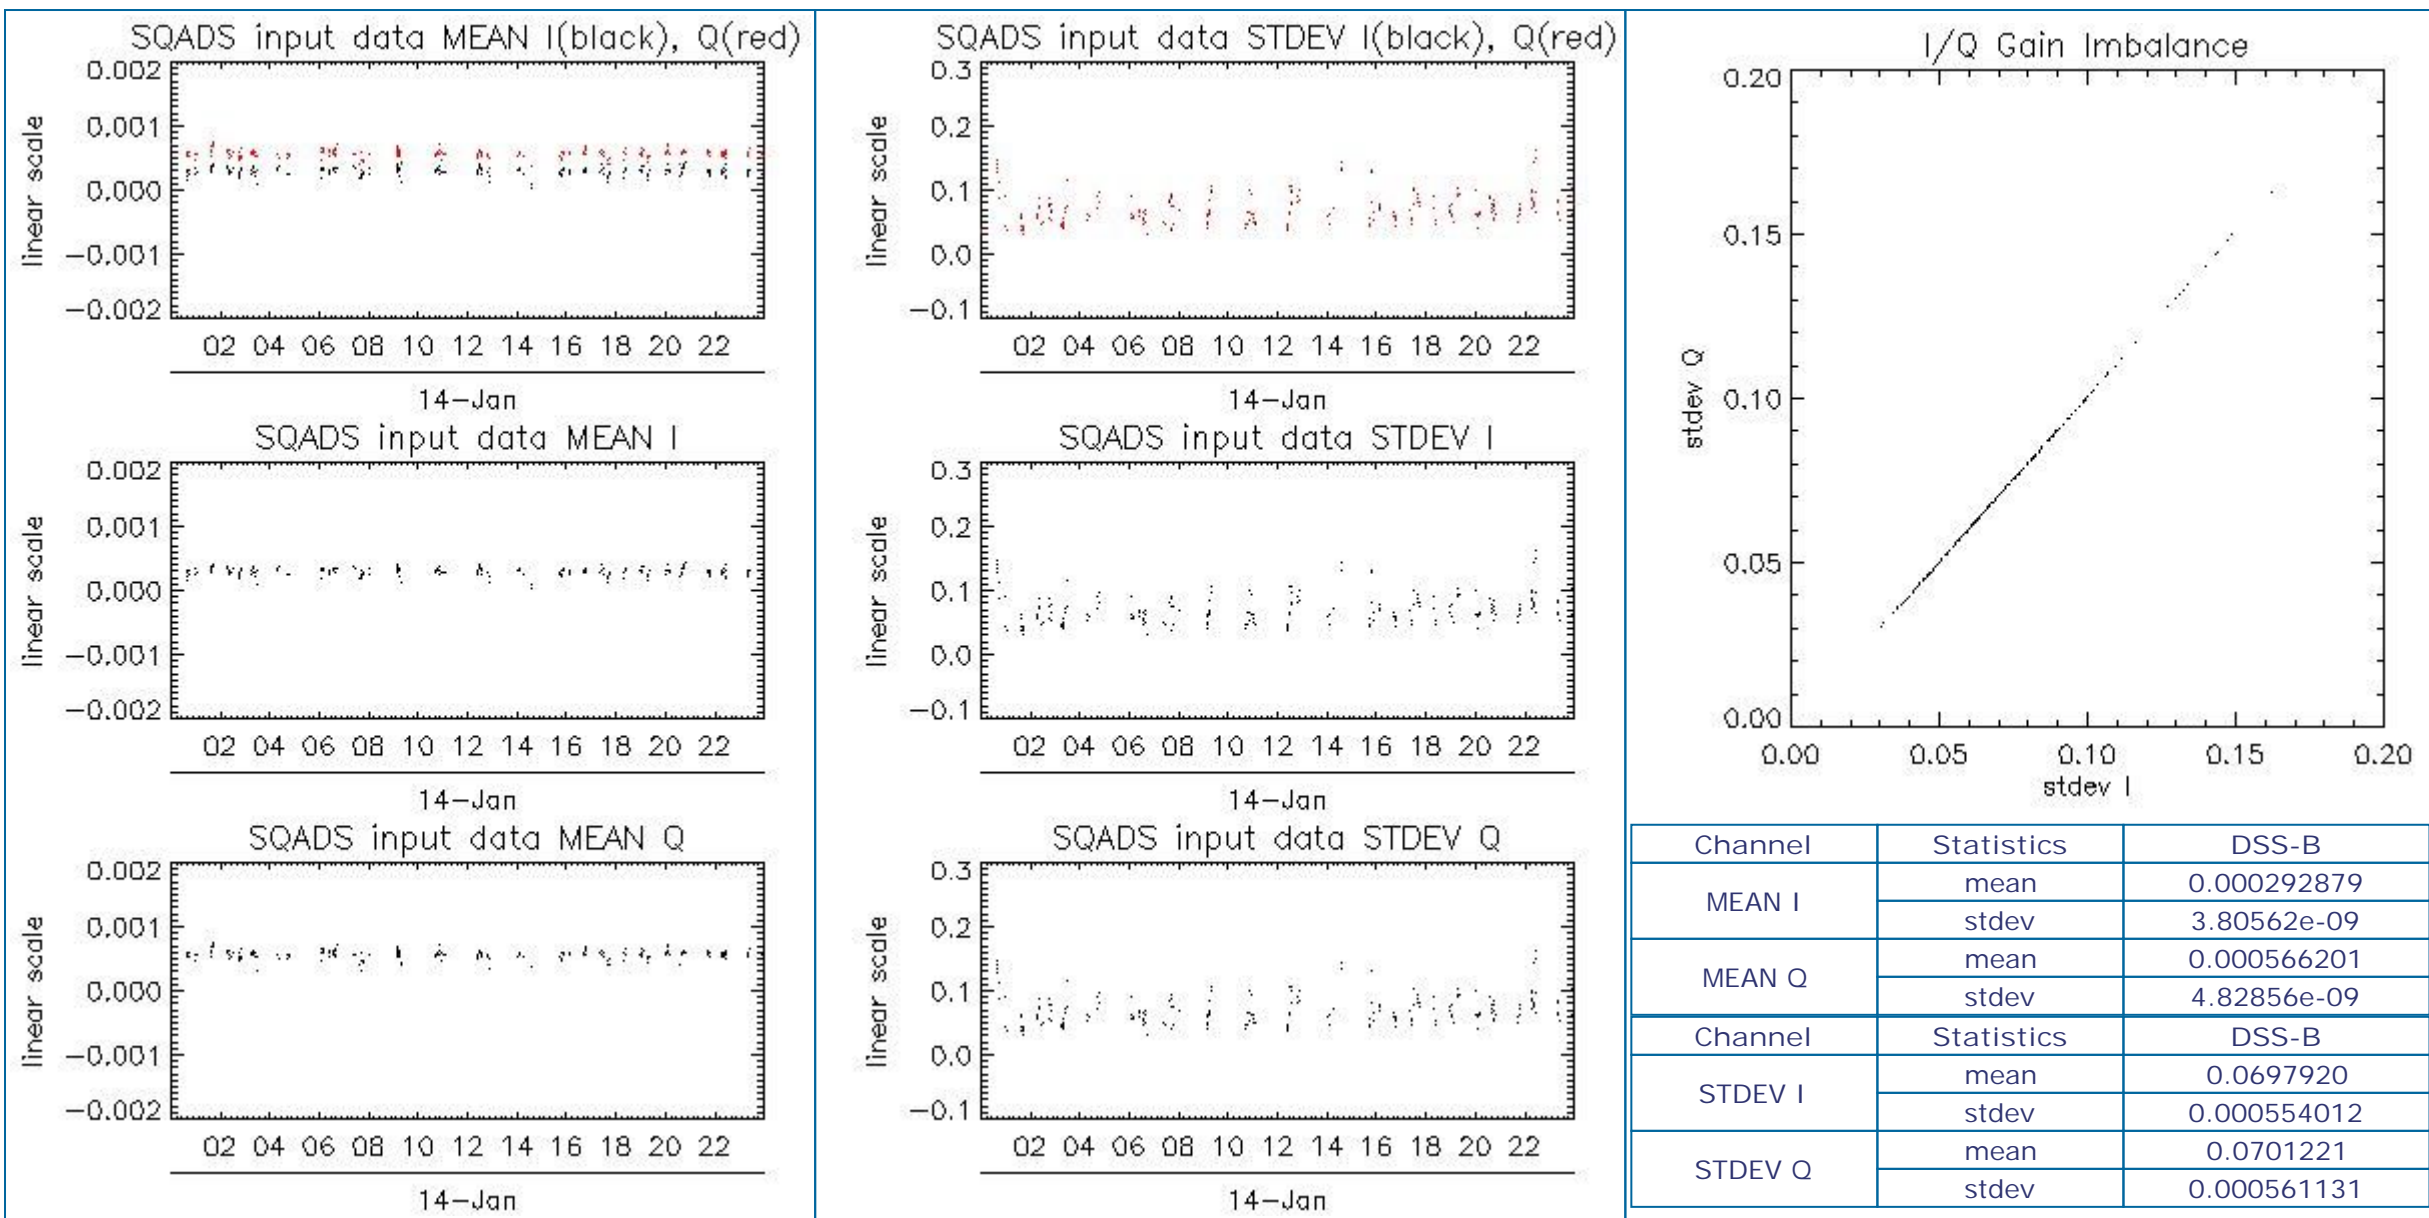 SQADS input data MEAN I(black), Q(red)
0.002
0.001
0.000
-0.001
-0.002
linear scale
02 04 06 08 10 12 14 16 18 20 22
14-Jan
SQADS input data MEAN I
0.002
0.001
0.000
-0.001
-0.002
linear scale
02 04 06 08 10 12 14 16 18 20 22
14-Jan
SQADS input data MEAN Q
0.002
0.001
0.000
-0.001
-0.002
linear scale
02 04 06 08 10 12 14 16 18 20 22
14-Jan
SQADS input data STDEV I(black), Q(red)
0.3
0.2
0.1
0.0
-0.1
linear scale
02 04 06 08 10 12 14 16 18 20 22
14-Jan
SQADS input data STDEV I
0.3
0.2
0.1
0.0
-0.1
linear scale
02 04 06 08 10 12 14 16 18 20 22
14-Jan
SQADS input data STDEV Q
0.3
0.2
0.1
0.0
-0.1
linear scale
02 04 06 08 10 12 14 16 18 20 22
14-Jan
I/Q Gain Imbalance
0.20
0.15
0.10
0.05
0.00
stdev Q
0.00 0.05 0.10 0.15 0.20
stdev I
Channel Statistics DSS-B
MEAN I mean 0.000292879
stdev 3.80562e-09
MEAN Q mean 0.000566201
stdev 4.82856e-09
Channel Statistics DSS-B
STDEV I mean 0.0697920
stdev 0.000554012
STDEV Q mean 0.0701221
stdev 0.000561131